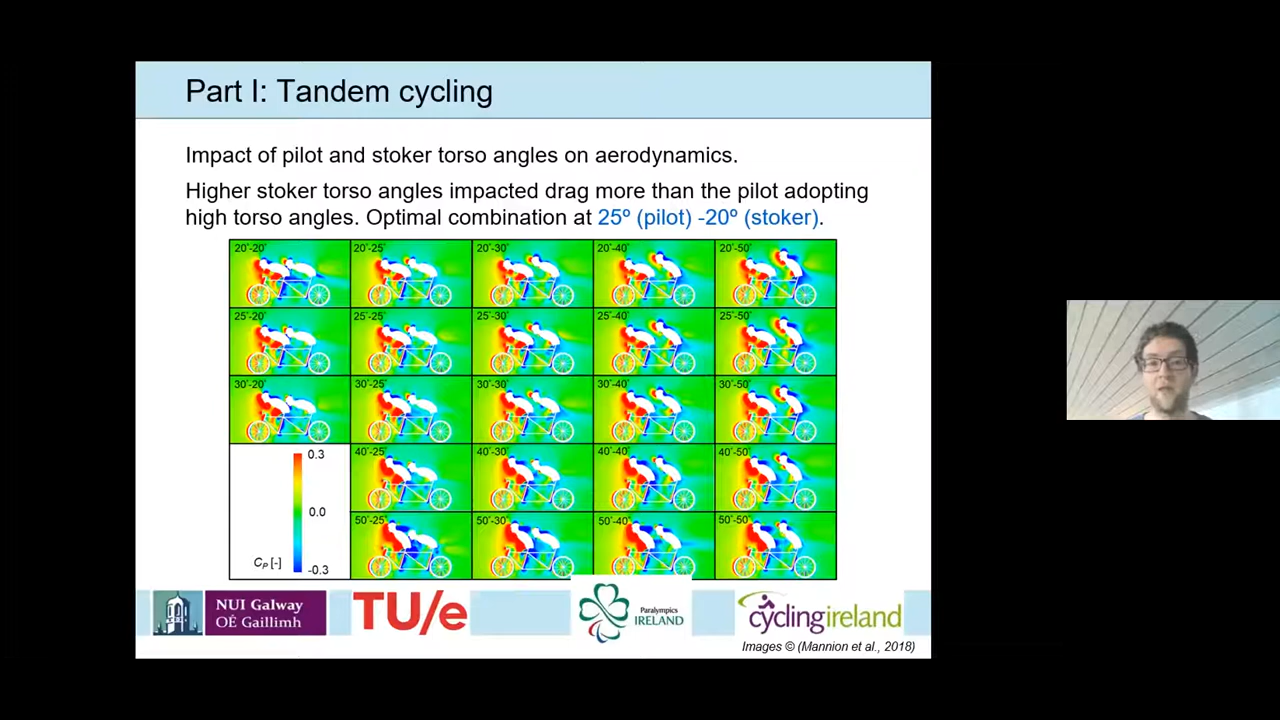 Part I: Tandem cycling
Impact of pilot and stoker torso angles on aerodynamics.
Higher stoker torso angles impacted drag more than the pilot adopting
high torso angles. Optimal combination at 25º (pilot) -20º (stoker).
20°-20° 20°-25° 20°-30° 20°-40° 20°-50°
25°-20° 25°-25° 25°-30° 25°-40° 25°-50°
30°-20° 30°-25° 30°-30° 30°-40° 30°-50°
40°-25° 40°-30° 40°-40° 40°-50°
0.3
0.0
50°-25° 50°-30° 50°-40° 50°-50°
CP [-] -0.3
NUI Galway
OÉ Gaillimh
TU/e
Paralympics
IRELAND
cyclingireland
Images © (Mannion et al., 2018)